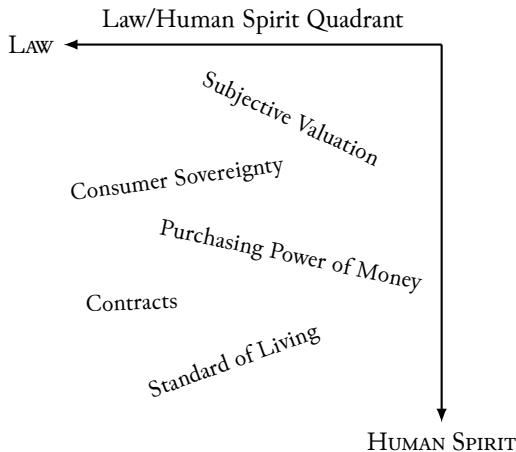 Law/Human Spirit Quadrant
Law
Subjective Valuation
Consumer Sovereignty
Purchasing Power of Money
Contracts
Standard of Living
Human Spirit